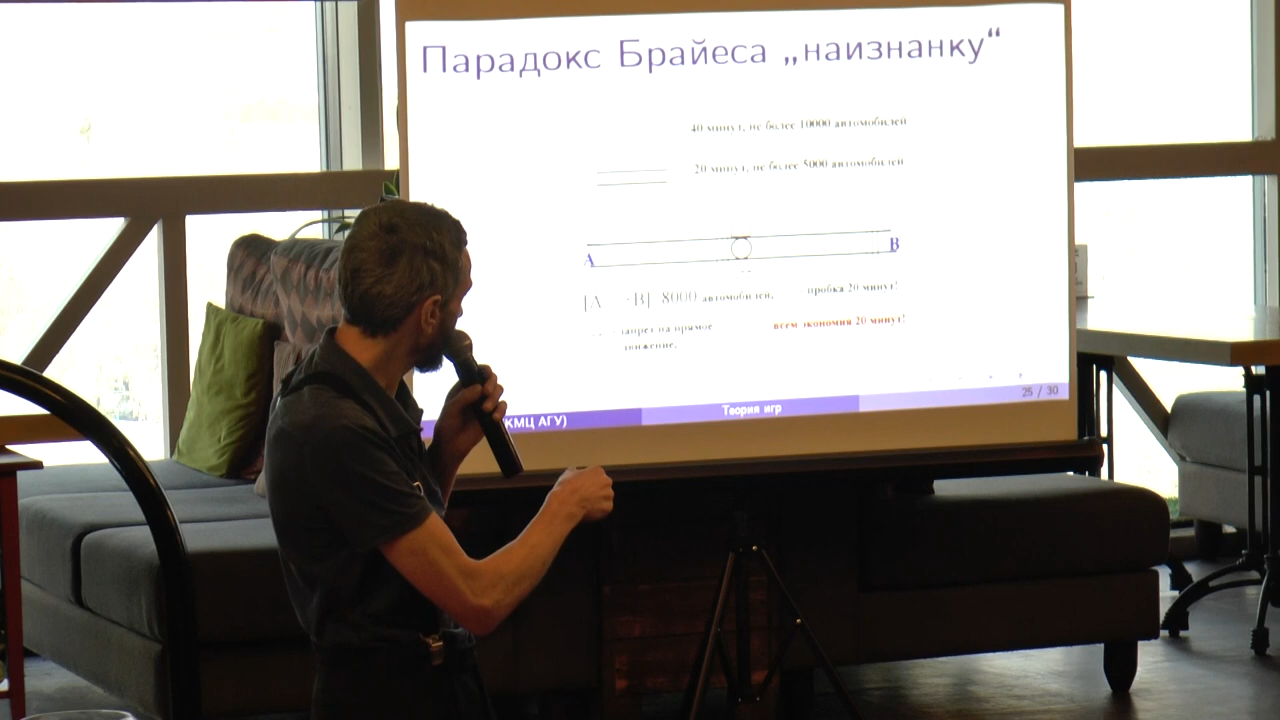 Парадокс Брайеса „наизнанку“
40 минут, не более 10000 автомобилей
20 минут, не более 5000 автомобилей
A B
8000 автомобилей, пробка 20 минут!
запрет на прямое всем экономия 20 минут!
движение,
КМЦ АГУ) Теория игр 25 / 30